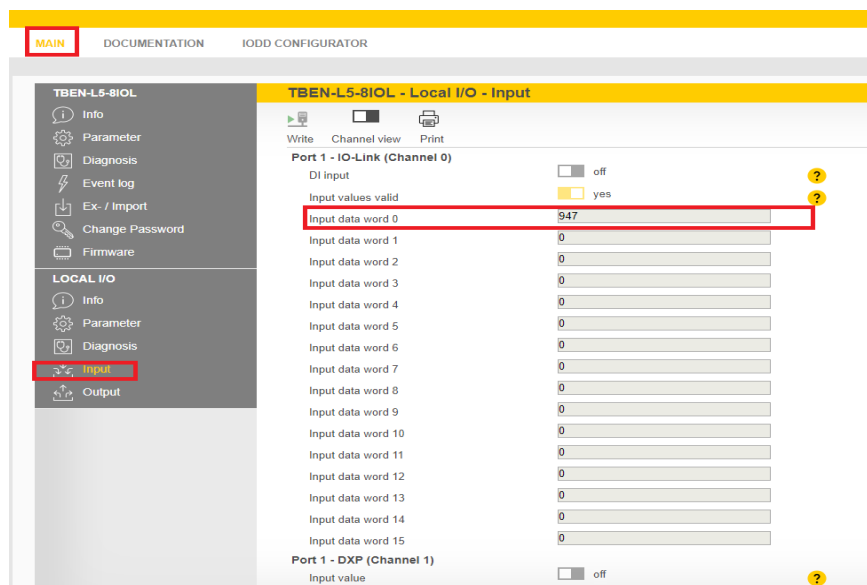 MAIN DOCUMENTATION IODD CONFIGURATOR
TBEN-L5-8IOL
Info
Parameter
Diagnosis
Event log
Ex- / Import
Change Password
Firmware
LOCAL I/O
Info
Parameter
Diagnosis
Input
Output
TBEN-L5-8IOL - Local I/O - Input
Write Channel view Print
Port 1 - IO-Link (Channel 0)
DI input off ?
Input values valid yes ?
Input data word 0 947
Input data word 1 0
Input data word 2 0
Input data word 3 0
Input data word 4 0
Input data word 5 0
Input data word 6 0
Input data word 7 0
Input data word 8 0
Input data word 9 0
Input data word 10 0
Input data word 11 0
Input data word 12 0
Input data word 13 0
Input data word 14 0
Input data word 15 0
Port 1 - DXP (Channel 1)
Input value off ?